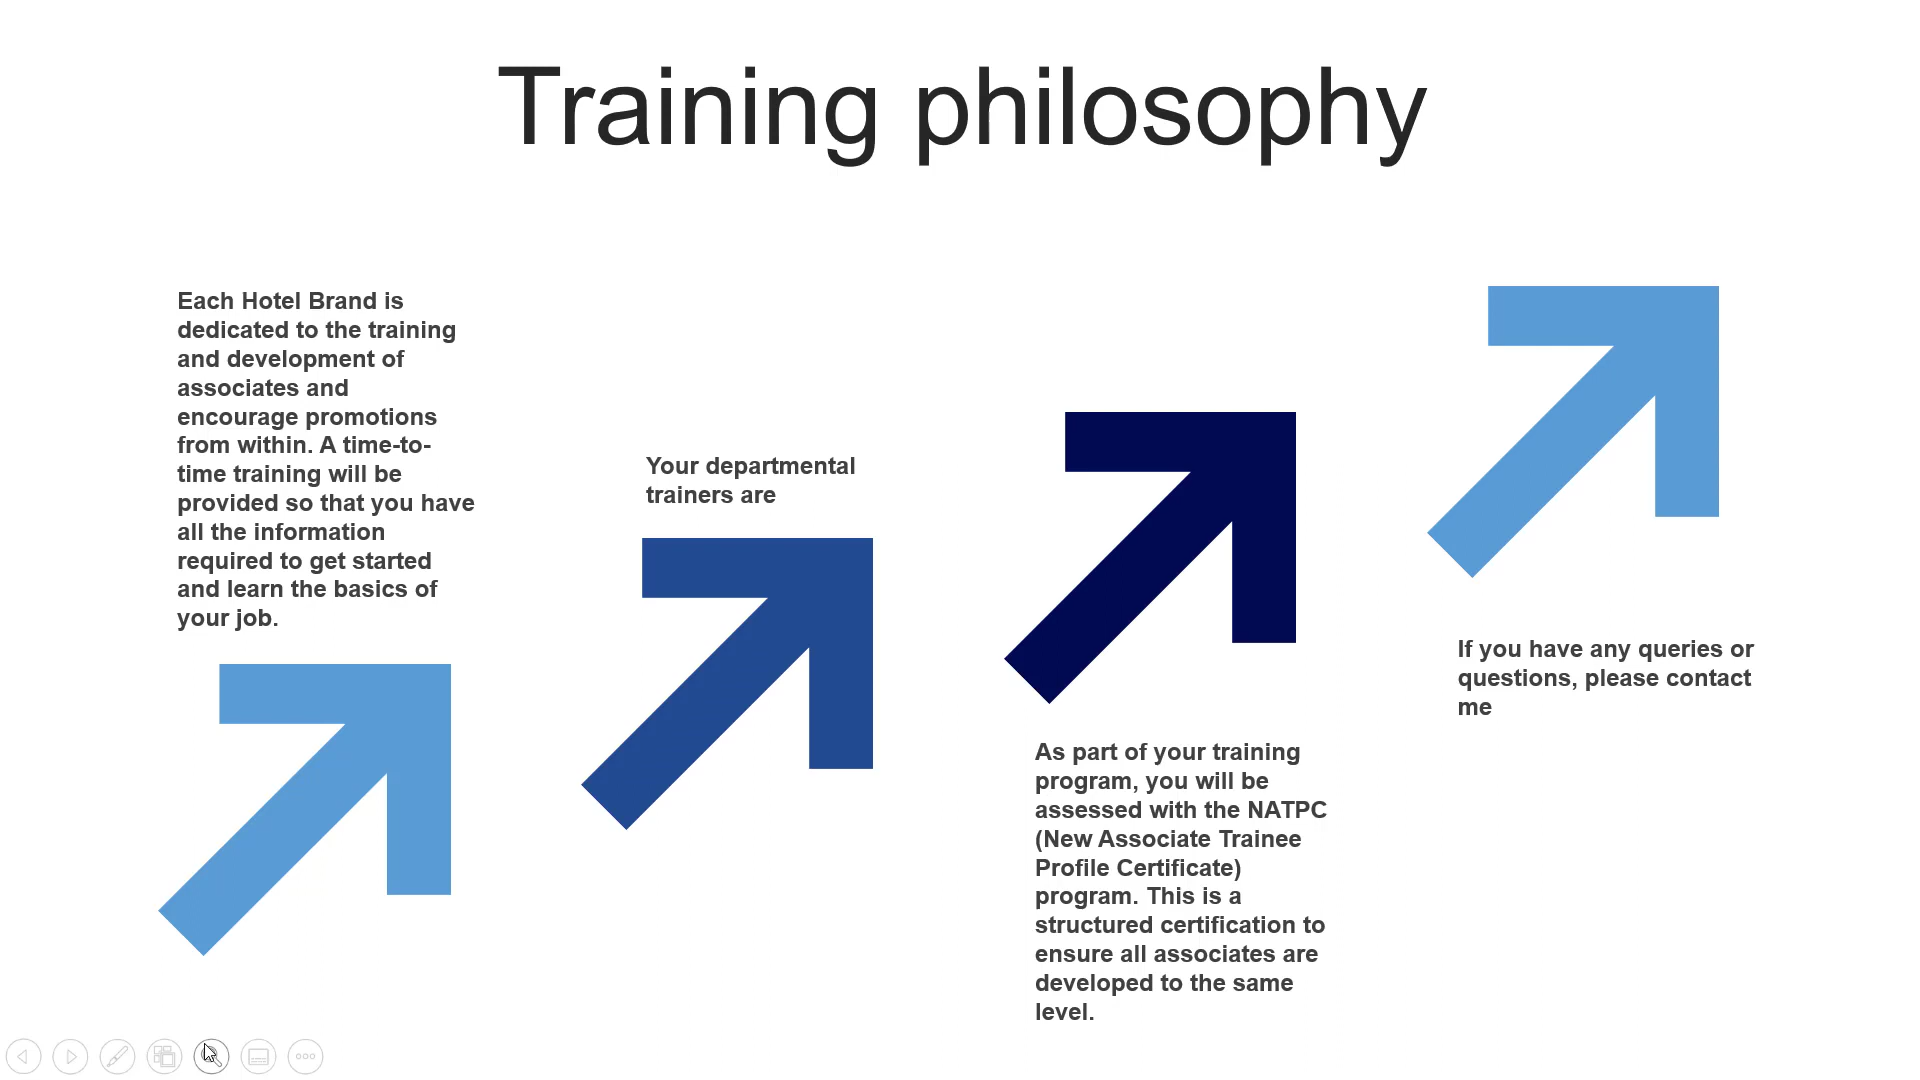 Training philosophy
Each Hotel Brand is
dedicated to the training
and development of
associates and
encourage promotions
from within. A time-to-
time training will be
provided so that you have
all the information
required to get started
and learn the basics of
your job.
Your departmental
trainers are
As part of your training
program, you will be
assessed with the NATPC
(New Associate Trainee
Profile Certificate)
program. This is a
structured certification to
ensure all associates are
developed to the same
level.
If you have any queries or
questions, please contact
me